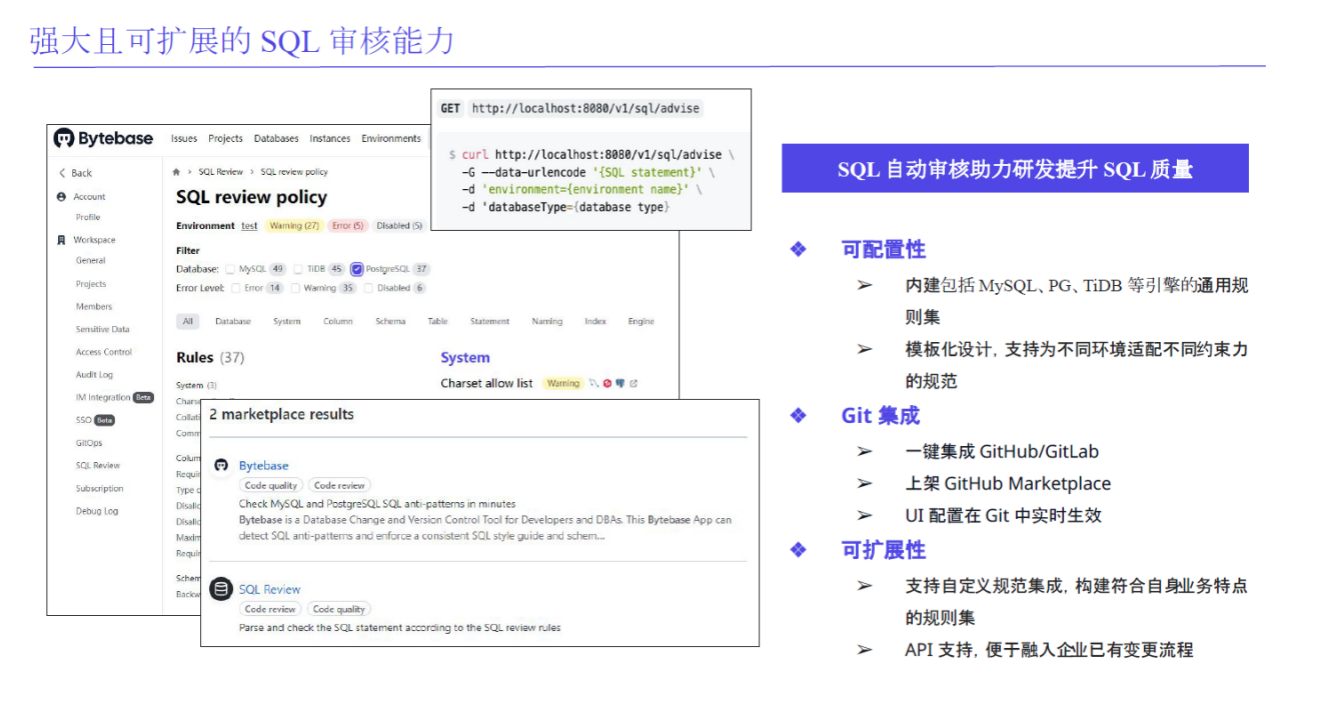 强大且可扩展的 SQL 审核能力
GET http://localhost:8080/v1/sql/advise
$ curl http://localhost:8080/v1/sql/advise \
-G --data-urlencode '{SQL statement}' \
-d 'environment={environment name}' \
-d 'databaseType={database type}
Bytebase Issues Projects Databases Instances Environments
Back
Account
Profile
Workspace
General
Projects
Members
Sensitive Data
Access Control
Audit Log
IM Integration Beta
SSO Beta
GitOps
SQL Review
Subscription
Debug Log
SQL Review > SQL review policy
SQL review policy
Environment test Warning (27) Error (5) Disabled (5)
Filter
Database: MySQL 49 TiDB 45 PostgreSQL 37
Error Level: Error 14 Warning 35 Disabled 6
All Database System Column Schema Table Statement Naming Index Engine
Rules (37)
System (3)
System
Charset allow list Warning
2 marketplace results
Bytebase
Code quality Code review
Check MySQL and PostgreSQL SQL anti-patterns in minutes
Bytebase is a Database Change and Version Control Tool for Developers and DBAs. This Bytebase App can
detect SQL anti-patterns and enforce a consistent SQL style guide and schem...
SQL Review
Code review Code quality
Parse and check the SQL statement according to the SQL review rules
SQL 自动审核助力研发提升 SQL 质量
❖ 可配置性
➢ 内建包括 MySQL、PG、TiDB 等引擎的通用规
则集
➢ 模板化设计, 支持为不同环境适配不同约束力
的规范
❖ Git 集成
➢ 一键集成 GitHub/GitLab
➢ 上架 GitHub Marketplace
➢ UI 配置在 Git 中实时生效
❖ 可扩展性
➢ 支持自定义规范集成, 构建符合自身业务特点
的规则集
➢ API 支持, 便于融入企业已有变更流程